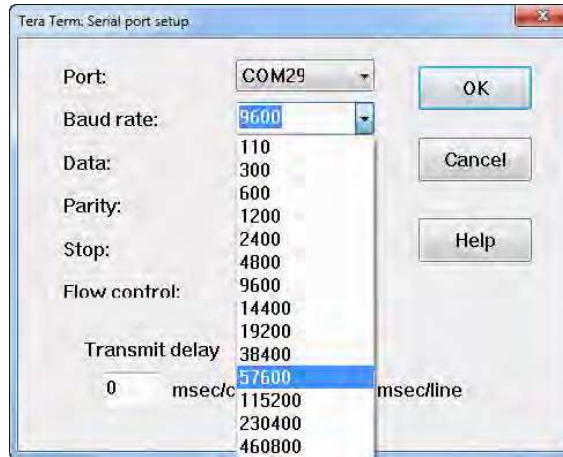 Tera Term: Serial port setup
Port:
COM29
OK
Baud rate:
9600
110
300
600
1200
2400
4800
9600
14400
19200
38400
57600
115200
230400
460800
Data:
Cancel
Parity:
Stop:
Help
Flow control:
Transmit delay
0
msec/c
msec/line